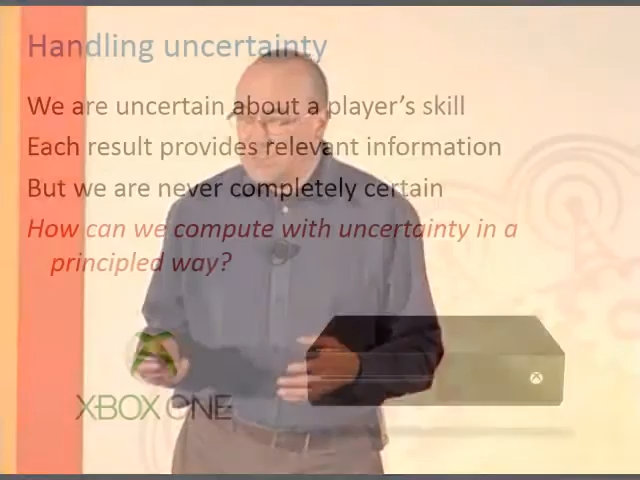 Handling uncertainty
We are uncertain about a player's skill
Each result provides relevant information
But we are never completely certain
How can we compute with uncertainty in a
principled way?
XBOX ONE